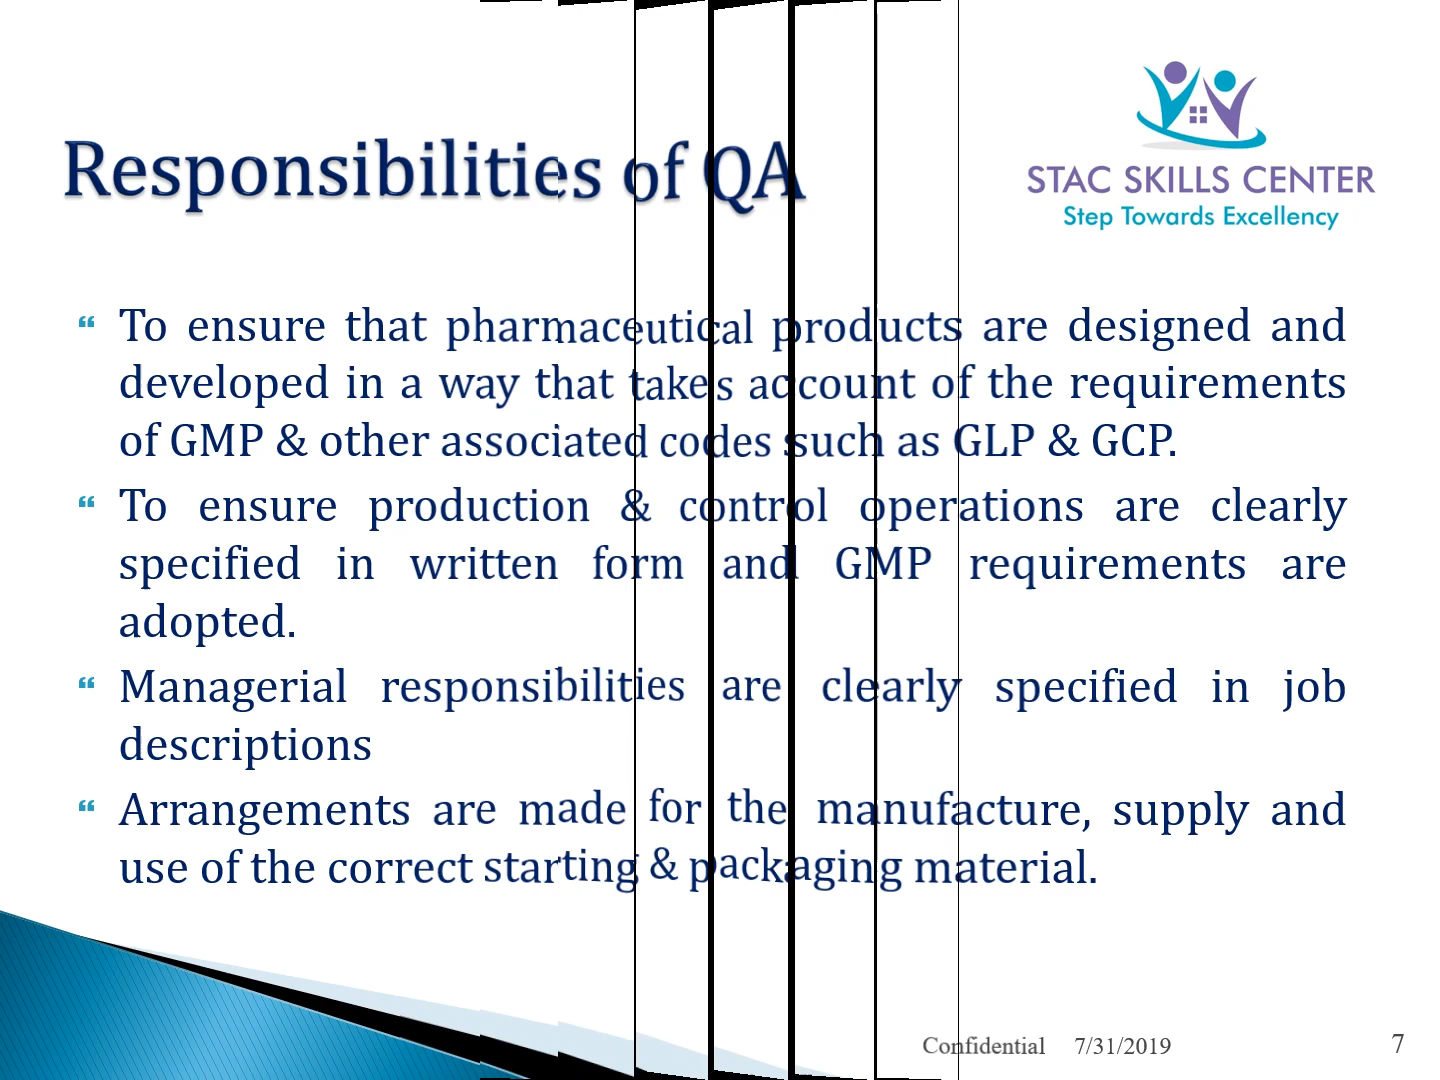 STAC SKILLS CENTER
Step Towards Excellency
Responsibilities of QA
To ensure that pharmaceutical products are designed and
developed in a way that takes account of the requirements
of GMP & other associated codes such as GLP & GCP.
To ensure production & control operations are clearly
specified in written form and GMP requirements are
adopted.
Managerial responsibilities are clearly specified in job
descriptions
Arrangements are made for the manufacture, supply and
use of the correct starting & packaging material.
Confidential 7/31/2019 7